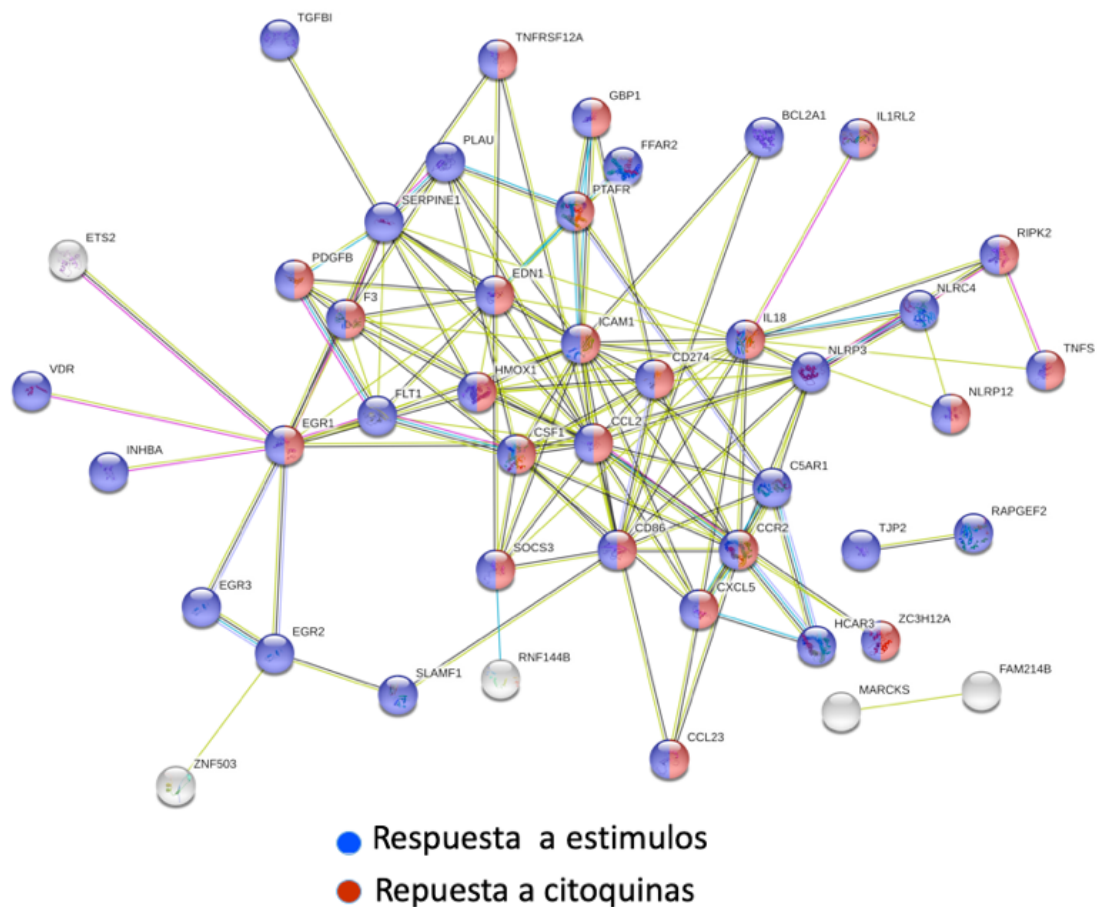 TGFBI
TNFRSF12A
GBP1
BCL2A1
IL1RL2
PLAU
FFAR2
SERPINE1
PTAFR
ETS2
RIPK2
PDGFB
EDN1
NLRC4
F3
ICAM1
IL18
NLRP3
TNFS
CD274
HMOX1
VDR
FLT1
NLRP12
EGR1
CSF1
CCL2
INHBA
C5AR1
RAPGEF2
TJP2
CD86
CCR2
SOCS3
CXCL5
EGR3
EGR2
HCAR3
ZC3H12A
RNF144B
SLAMF1
FAM214B
MARCKS
CCL23
ZNF503
Respuesta a estimulos
Repuesta a citoquinas